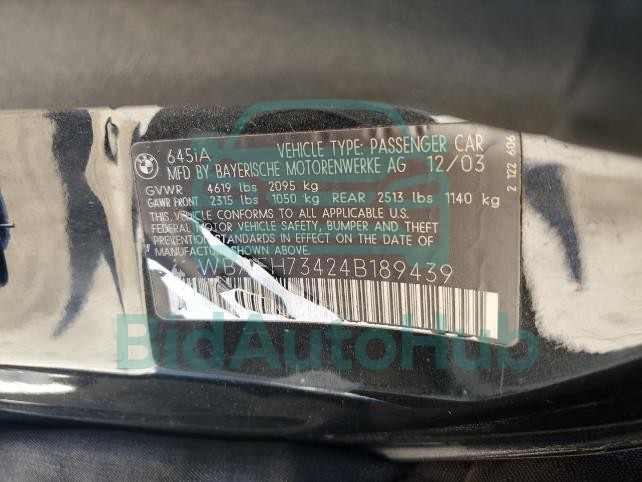 BMW
645iA VEHICLE TYPE: PASSENGER CAR
MFD BY BAYERISCHE MOTORENWERKE AG 12/03
GVWR 4619 lbs 2095 kg
GAWR FRONT 2315 lbs 1050 kg REAR 2513 lbs 1140 kg
THIS VEHICLE CONFORMS TO ALL APPLICABLE U.S.
FEDERAL MOTOR VEHICLE SAFETY, BUMPER AND THEFT
PREVENTION STANDARDS IN EFFECT ON THE DATE OF
MANUFACTURE SHOWN ABOVE.
2 122 606
BidAutoHub